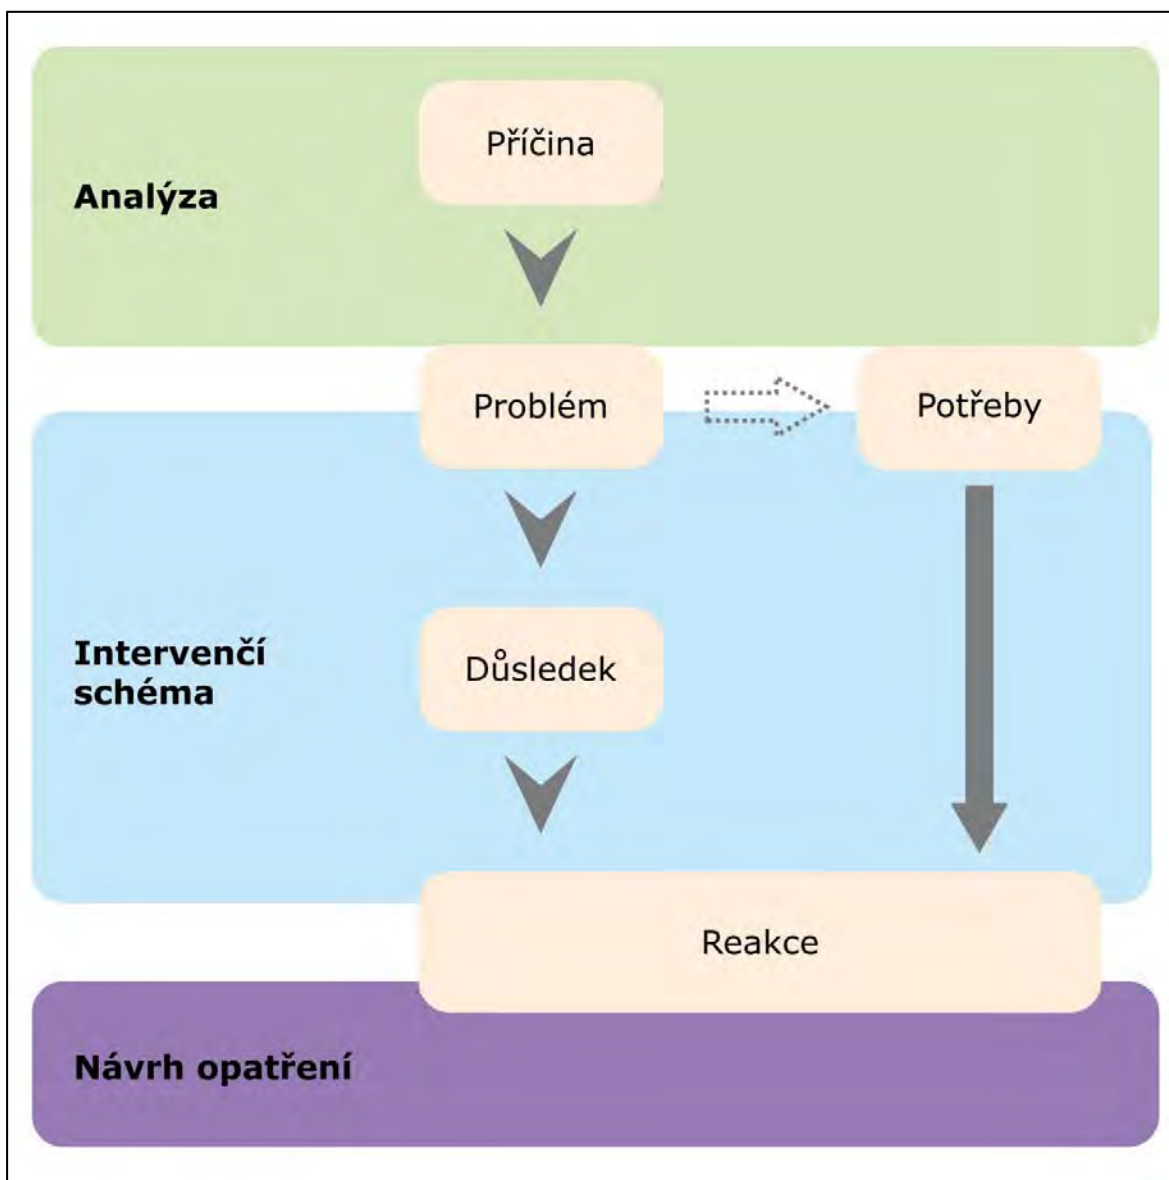 Příčina
Analýza
Problém
Potřeby
Intervenčí
schéma
Důsledek
Reakce
Návrh opatření